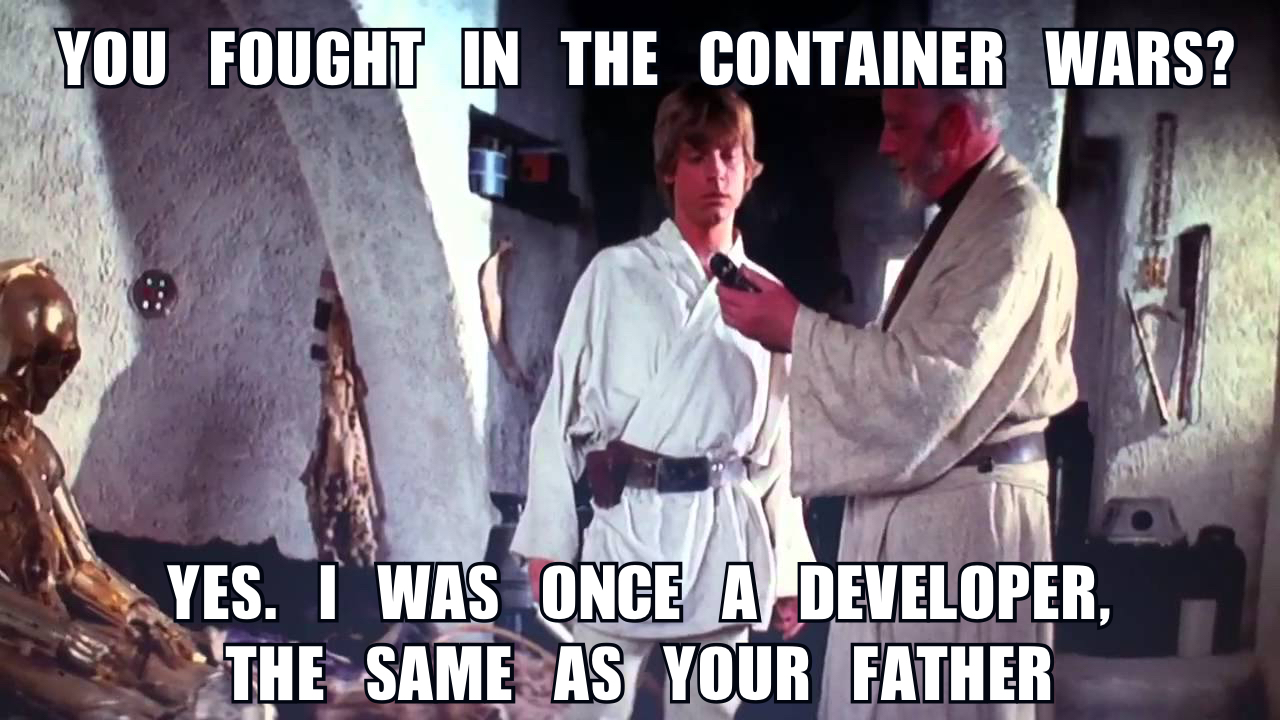 YOU FOUGHT IN THE CONTAINER WARS?
YES. I WAS ONCE A DEVELOPER,
THE SAME AS YOUR FATHER